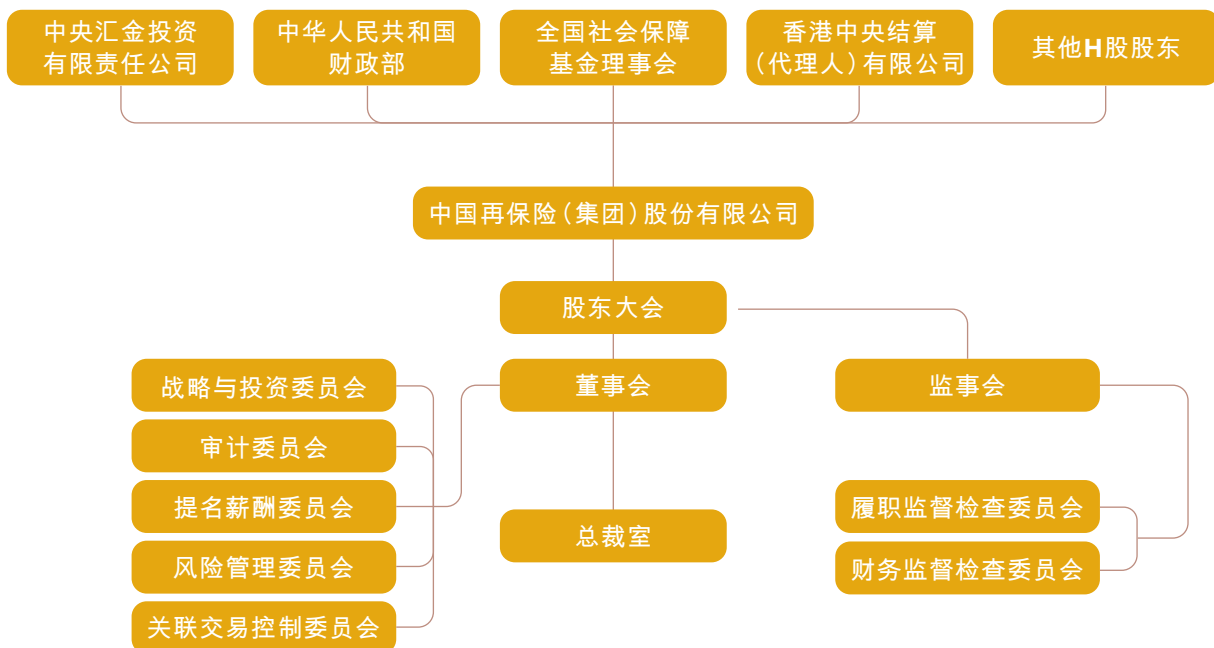 中央汇金投资
有限责任公司
中华人民共和国
财政部
全国社会保障
基金理事会
香港中央结算
（代理人）有限公司
其他H股股东
中国再保险（集团）股份有限公司
股东大会
战略与投资委员会
董事会
监事会
审计委员会
提名薪酬委员会
履职监督检查委员会
总裁室
风险管理委员会
财务监督检查委员会
关联交易控制委员会